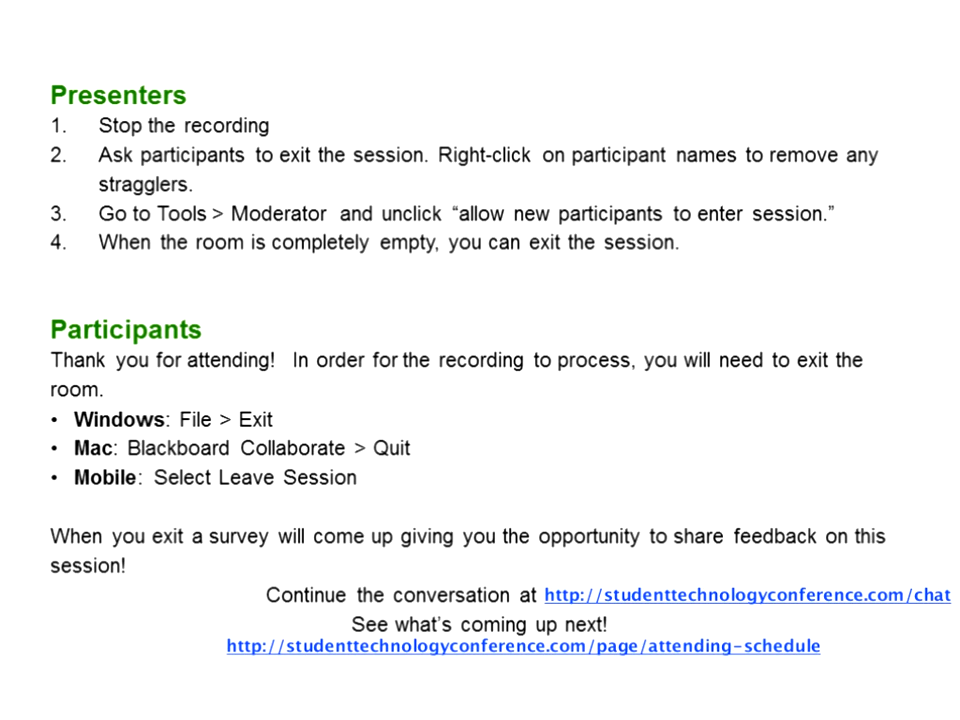 Presenters
1. Stop the recording
2. Ask participants to exit the session. Right-click on participant names to remove any
stragglers.
3. Go to Tools > Moderator and unclick “allow new participants to enter session.”
4. When the room is completely empty, you can exit the session.
Participants
Thank you for attending! In order for the recording to process, you will need to exit the
room.
• Windows: File > Exit
• Mac: Blackboard Collaborate > Quit
• Mobile: Select Leave Session
When you exit a survey will come up giving you the opportunity to share feedback on this
session!
Continue the conversation at http://studenttechnologyconference.com/chat
See what’s coming up next!
http://studenttechnologyconference.com/page/attending-schedule